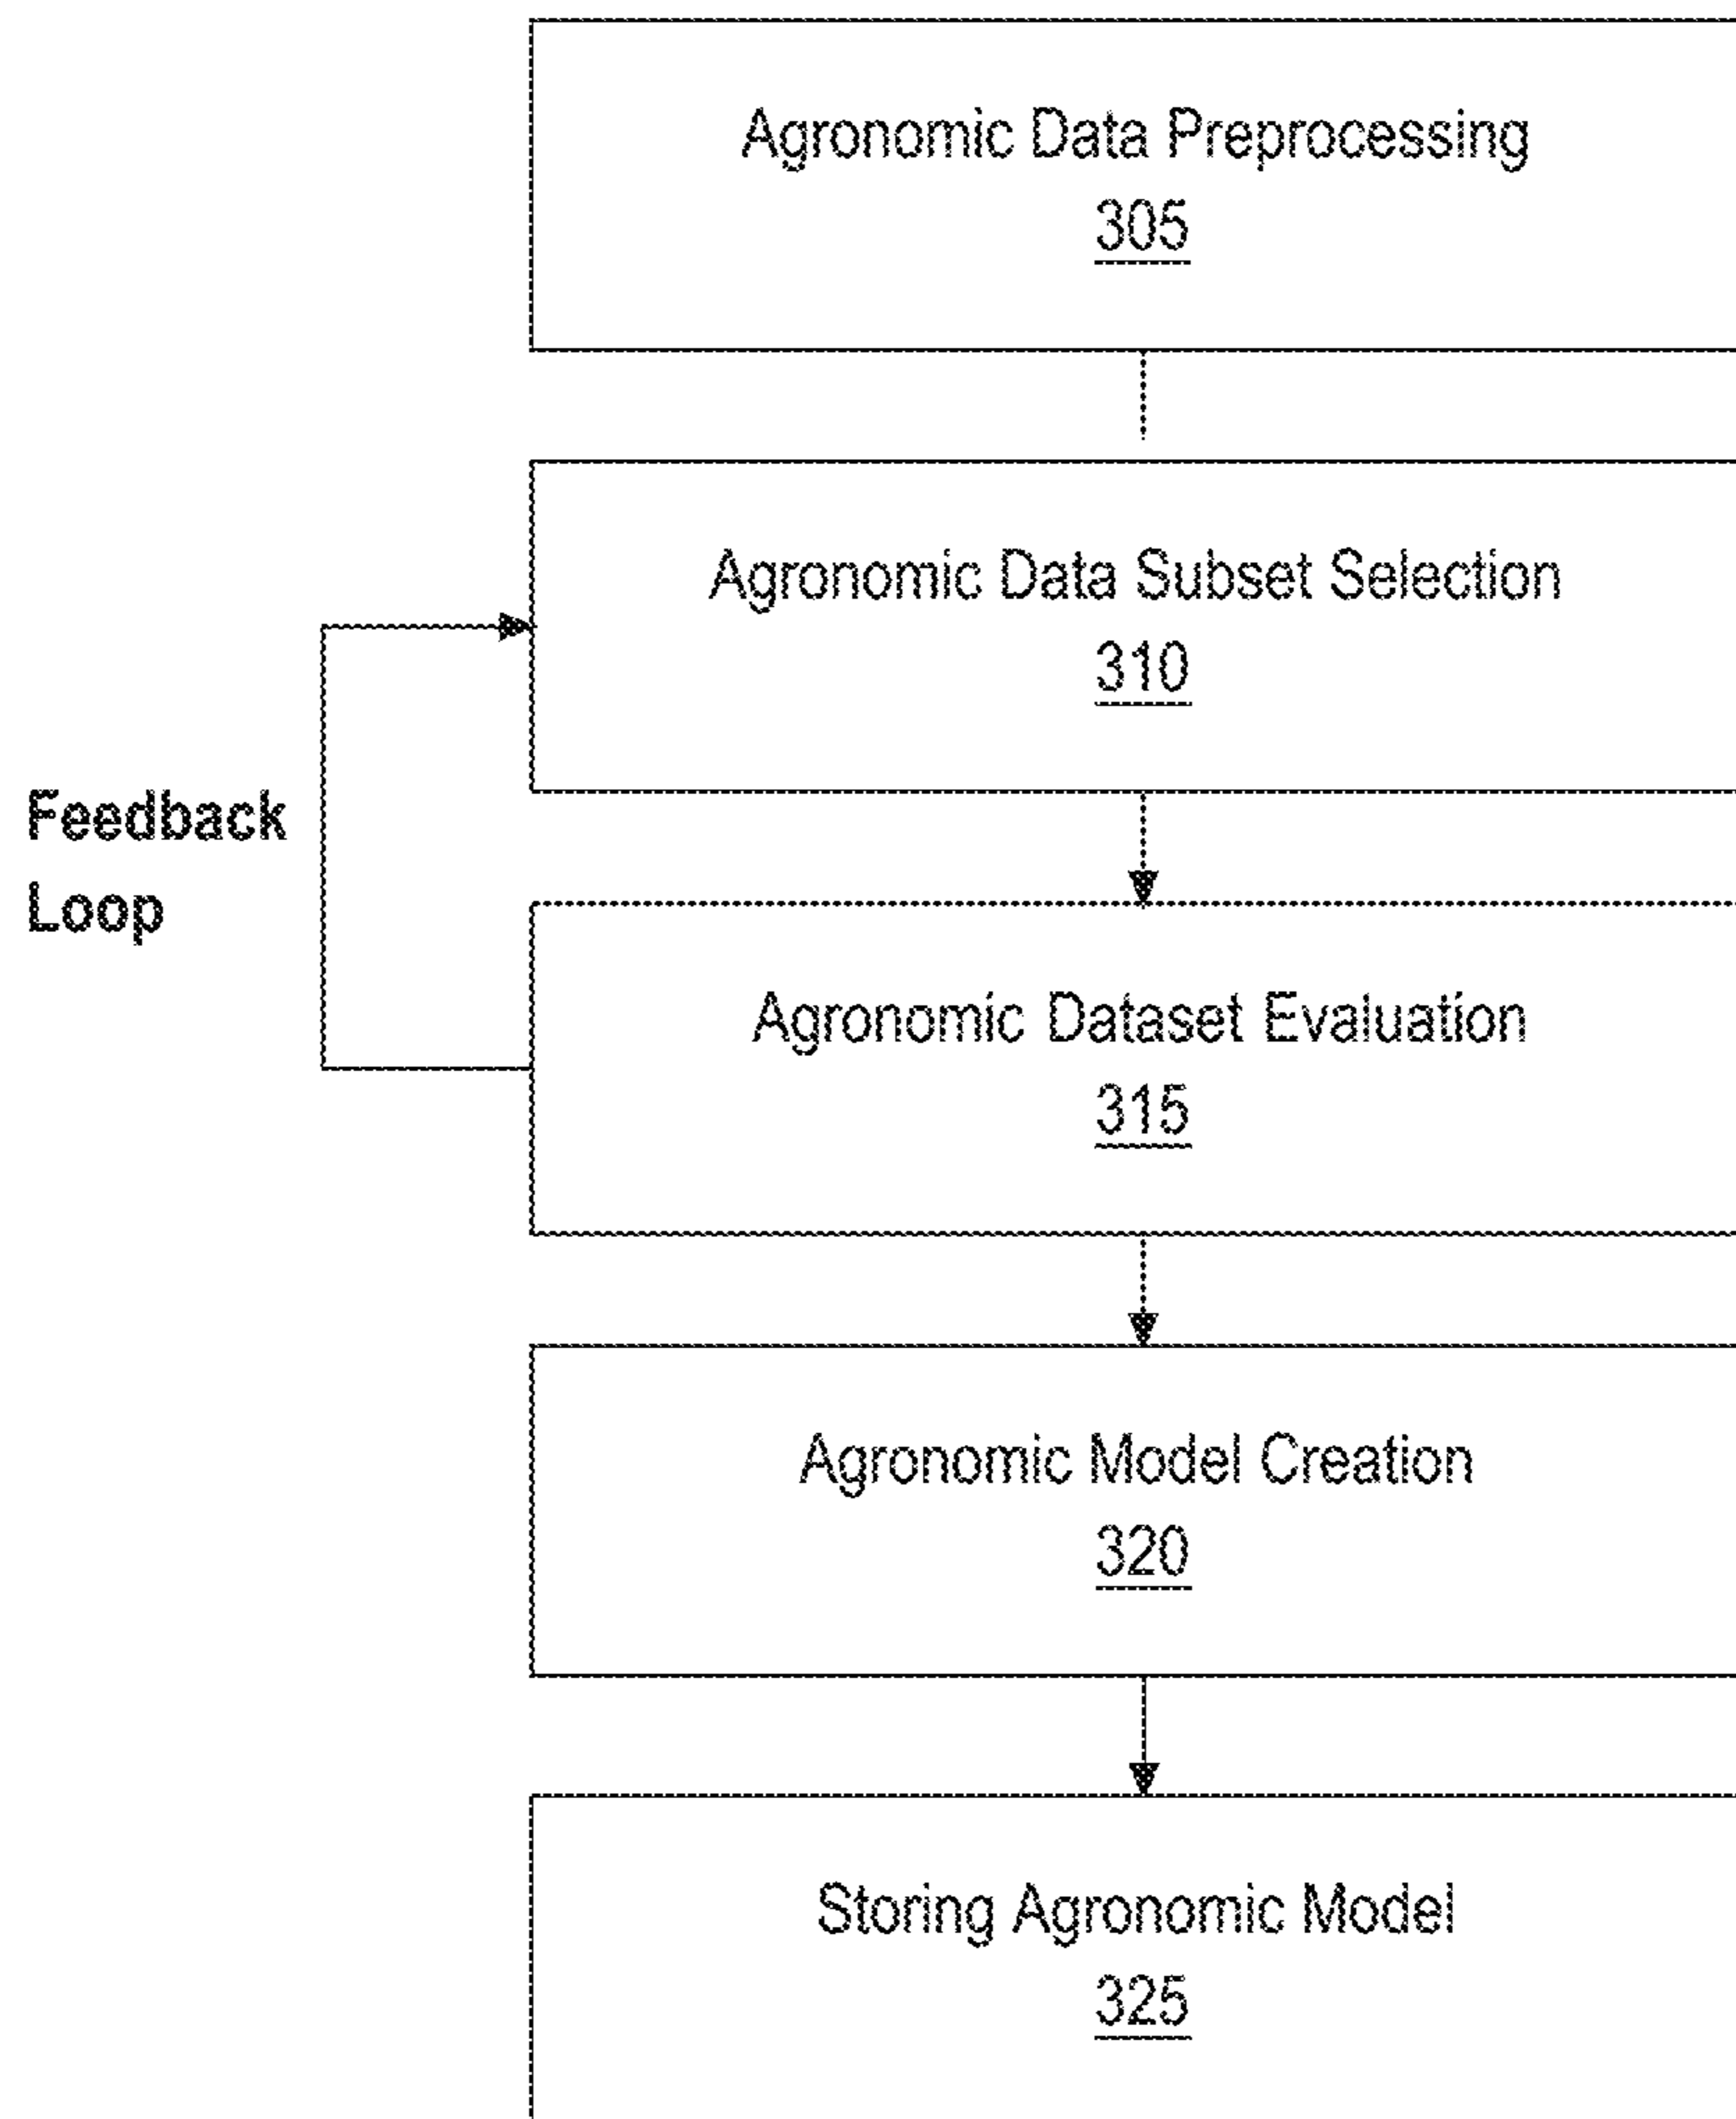 Agronomic Data Preprocessing
305
Agronomic Data Subset Selection
310
Feedback
Loop
Agronomic Dataset Evaluation
315
Agronomic Model Creation
320
Storing Agronomic Model
325